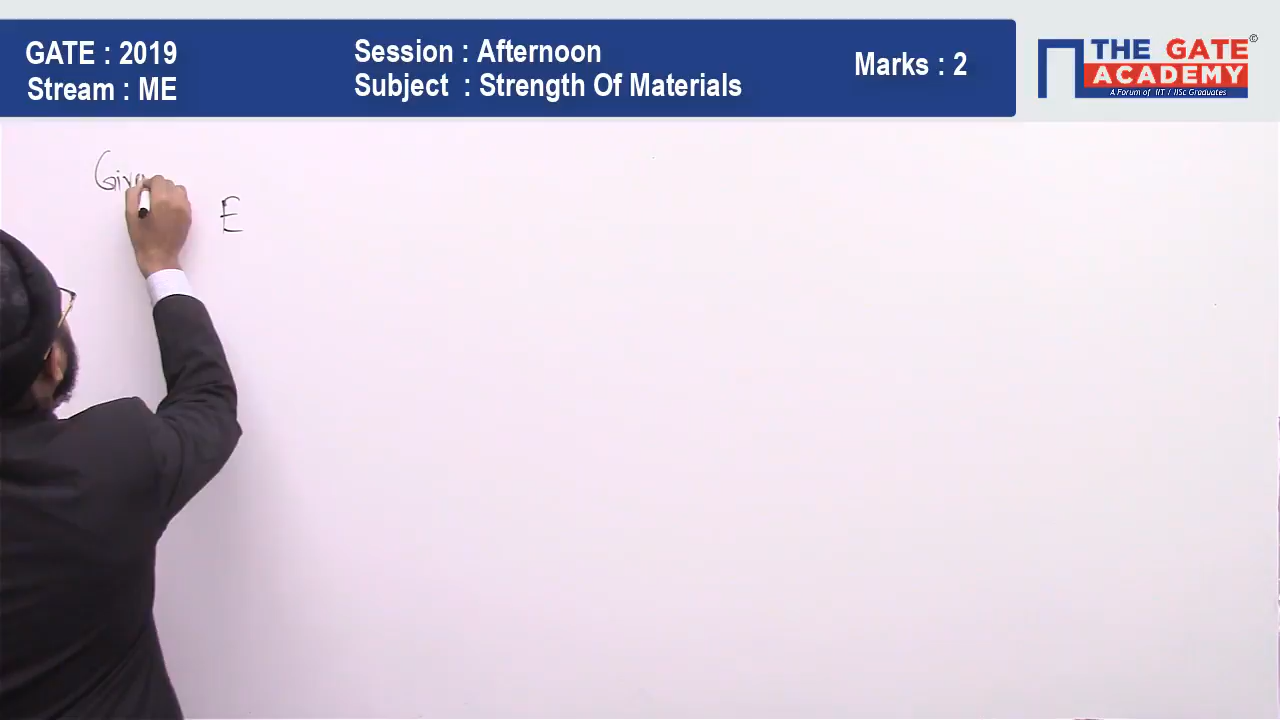 GATE : 2019
Stream : ME
Session : Afternoon
Subject : Strength Of Materials
Marks : 2
THE GATE
ACADEMY
©
A Forum of IIT / IISc Graduates
Give
E